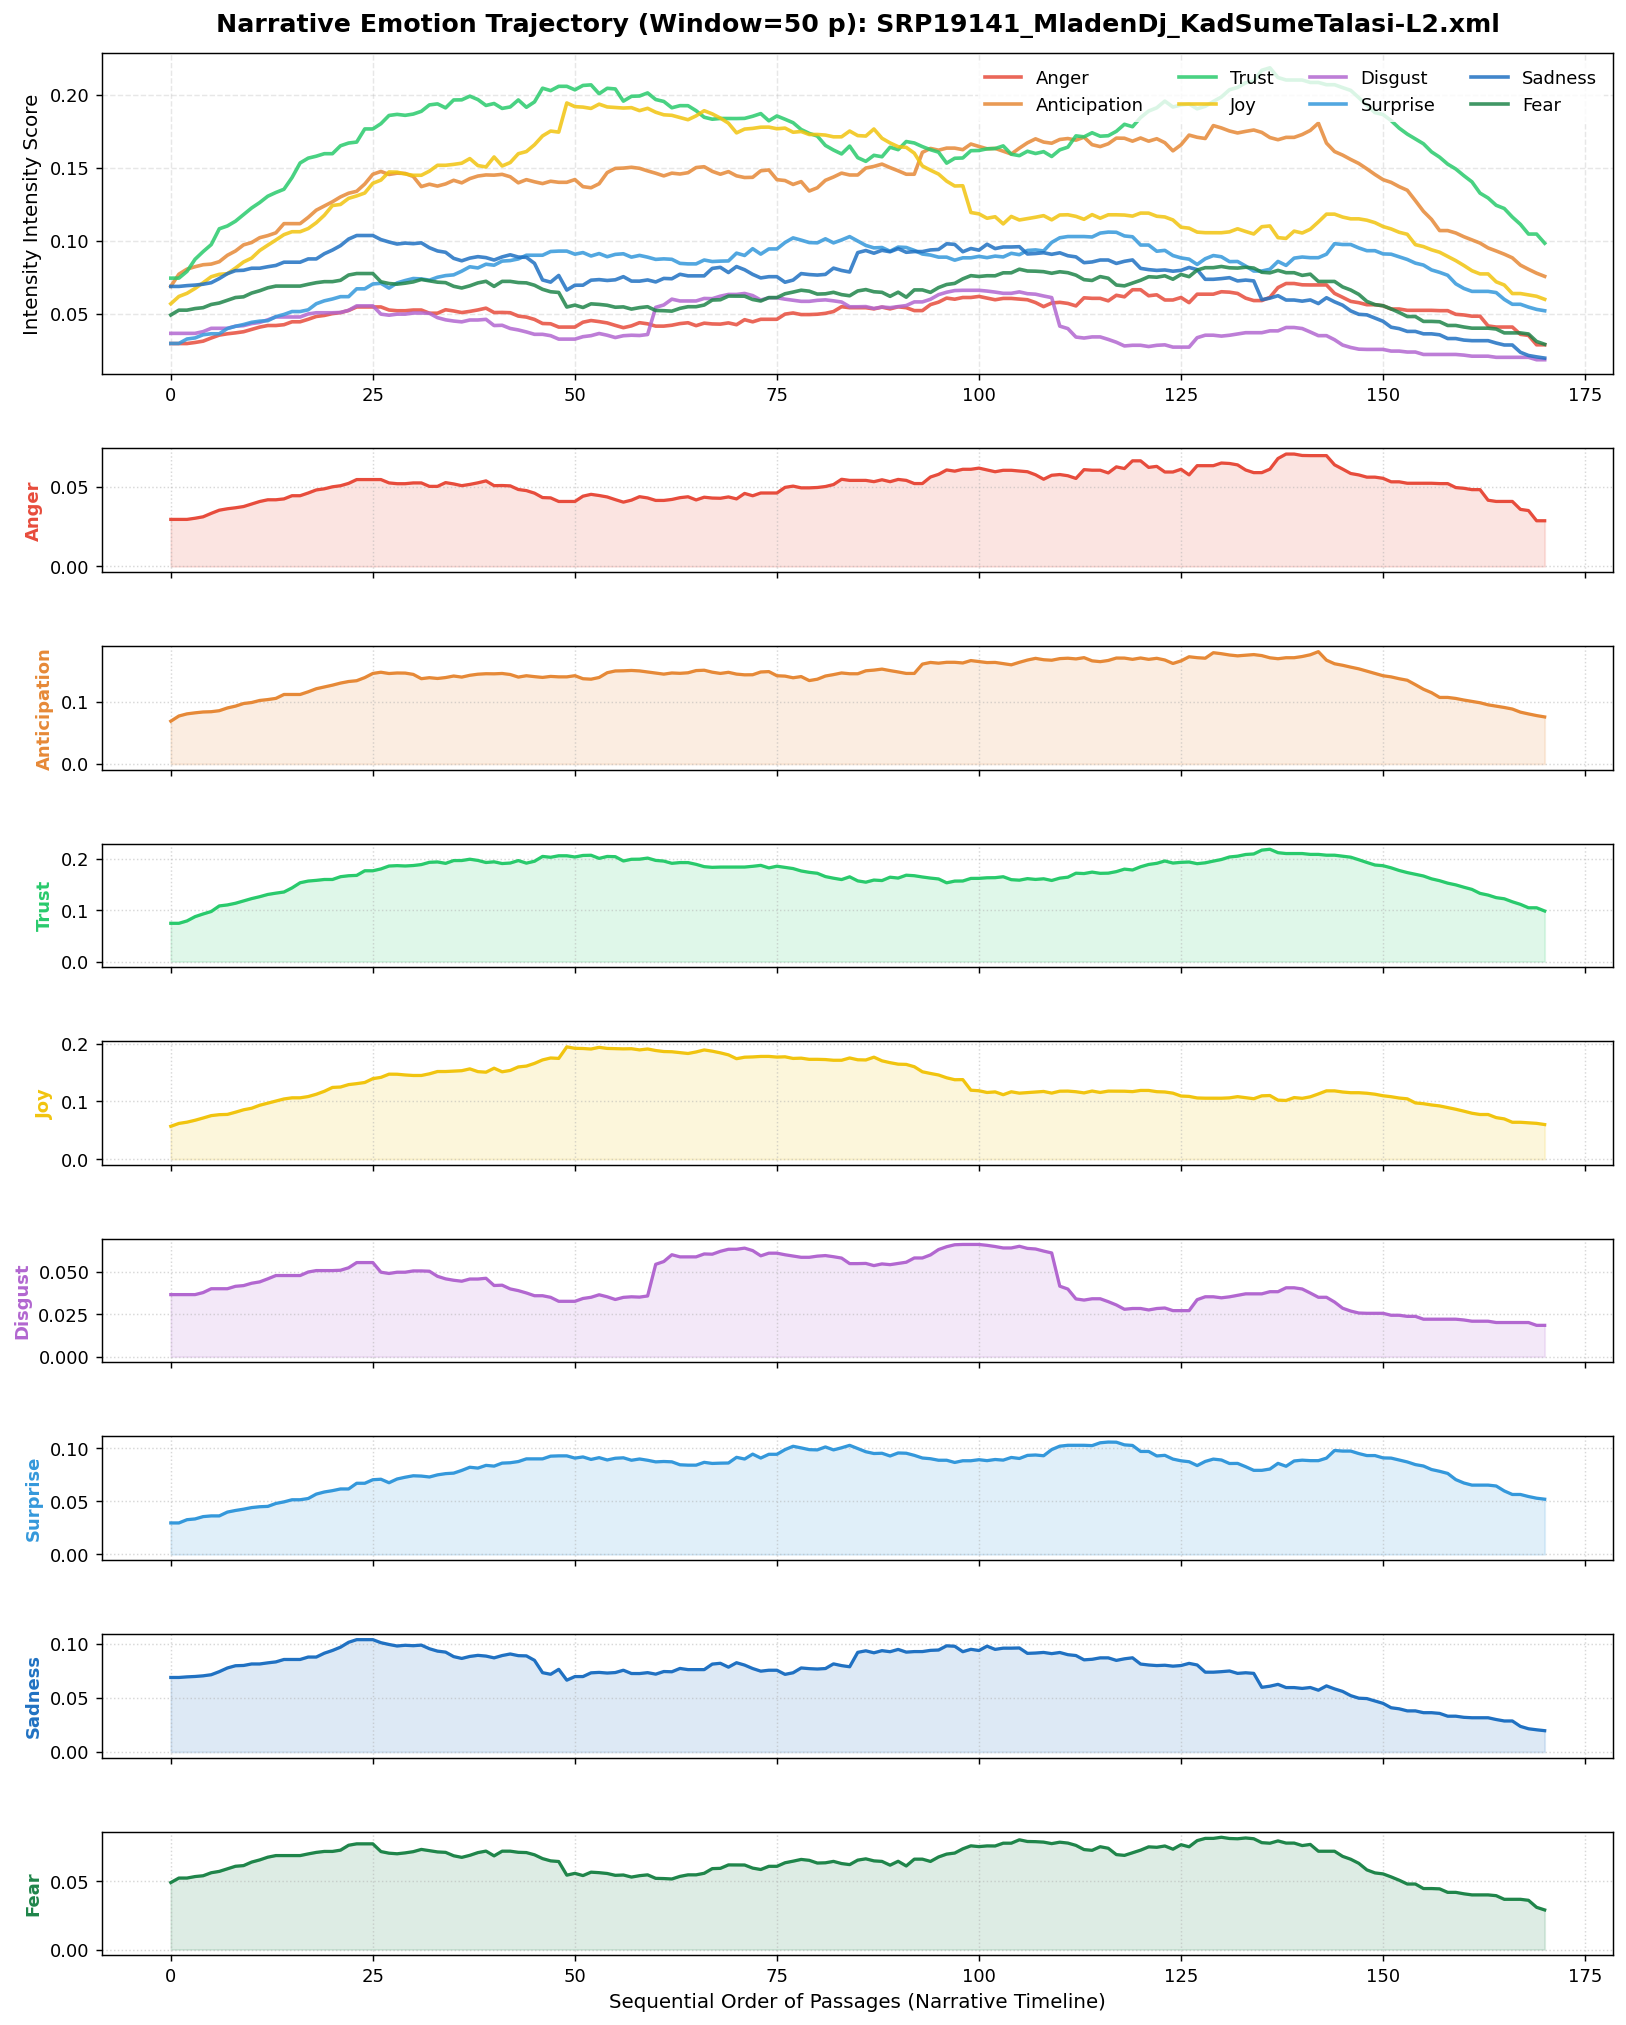 Narrative Emotion Trajectory (Window=50 p): SRP19141_MladenDj_KadSumeTalasi-L2.xml
Intensity Intensity Score
0.20
0.15
0.10
0.05
Anger Trust Disgust Sadness
Anticipation Joy Surprise Fear
0 25 50 75 100 125 150 175
Anger
0.05
0.00
Anticipation
0.1
0.0
Trust
0.2
0.1
0.0
Joy
0.2
0.1
0.0
Disgust
0.050
0.025
0.000
Surprise
0.10
0.05
0.00
Sadness
0.10
0.05
0.00
Fear
0.05
0.00
0 25 50 75 100 125 150 175
Sequential Order of Passages (Narrative Timeline)